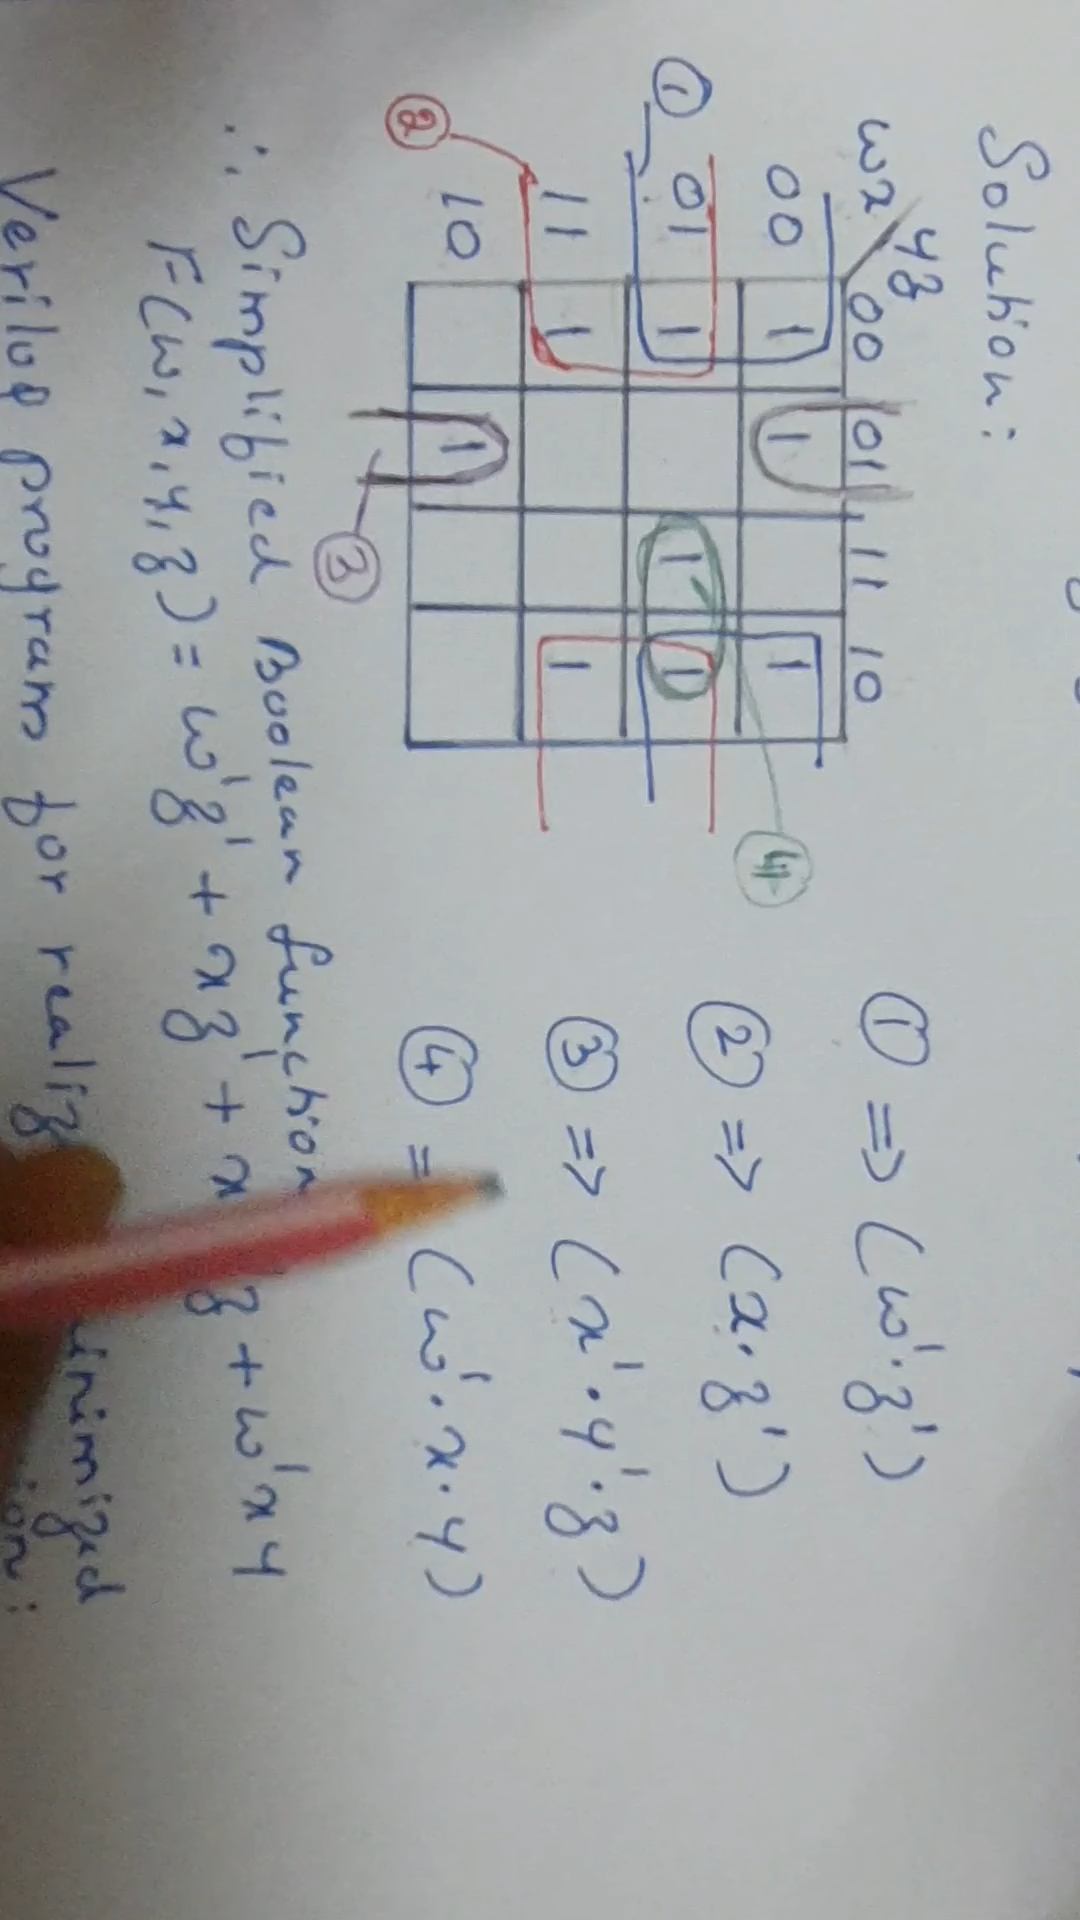 Solution:
wx yz 00 01 11 10
00 1 1 1
① 01 1 1 1
② 11 1 1
10 1
③ ④
① => (w'.z')
② => (x.z')
③ => (x'.y'.z)
④ = (w'.x.y)
∴ Simplified Boolean function
F(w,x,y,z) = w'z' + xz' + x z + w'xy
Verilog program for